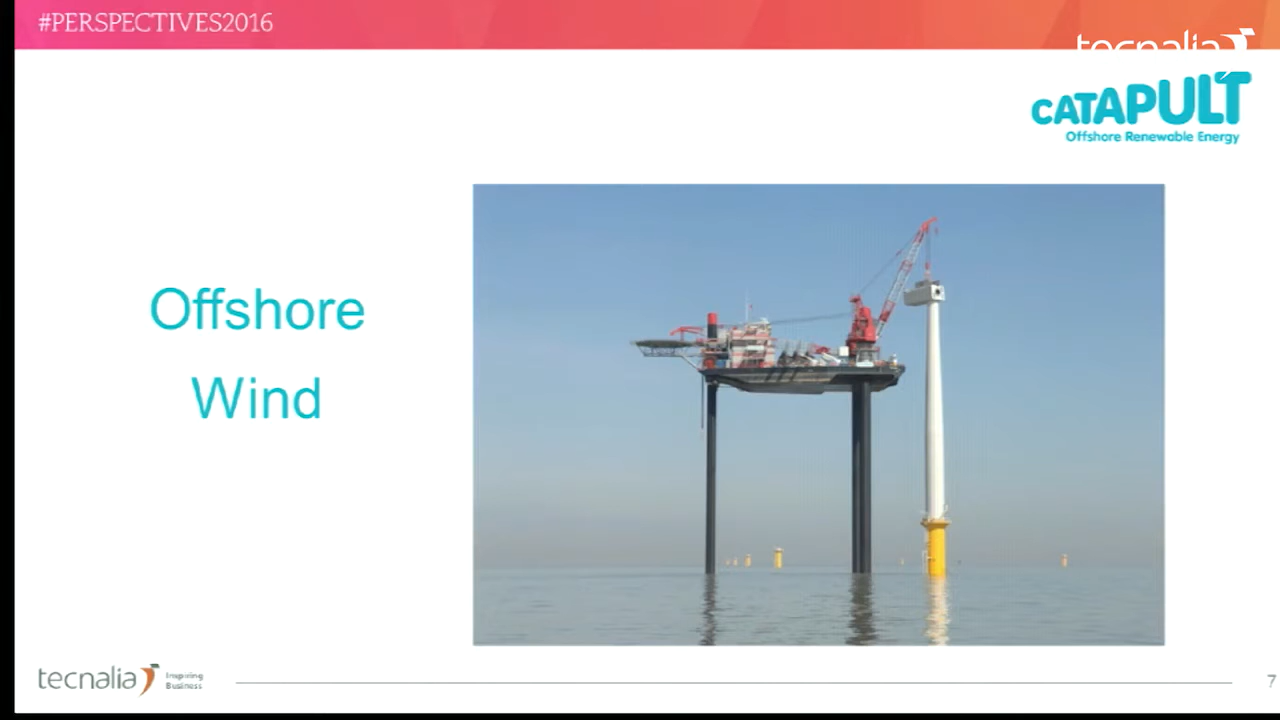 #PERSPECTIVES2016
tecnalia
CATAPULT
Offshore Renewable Energy
Offshore
Wind
tecnalia
Inspiring
Business
7